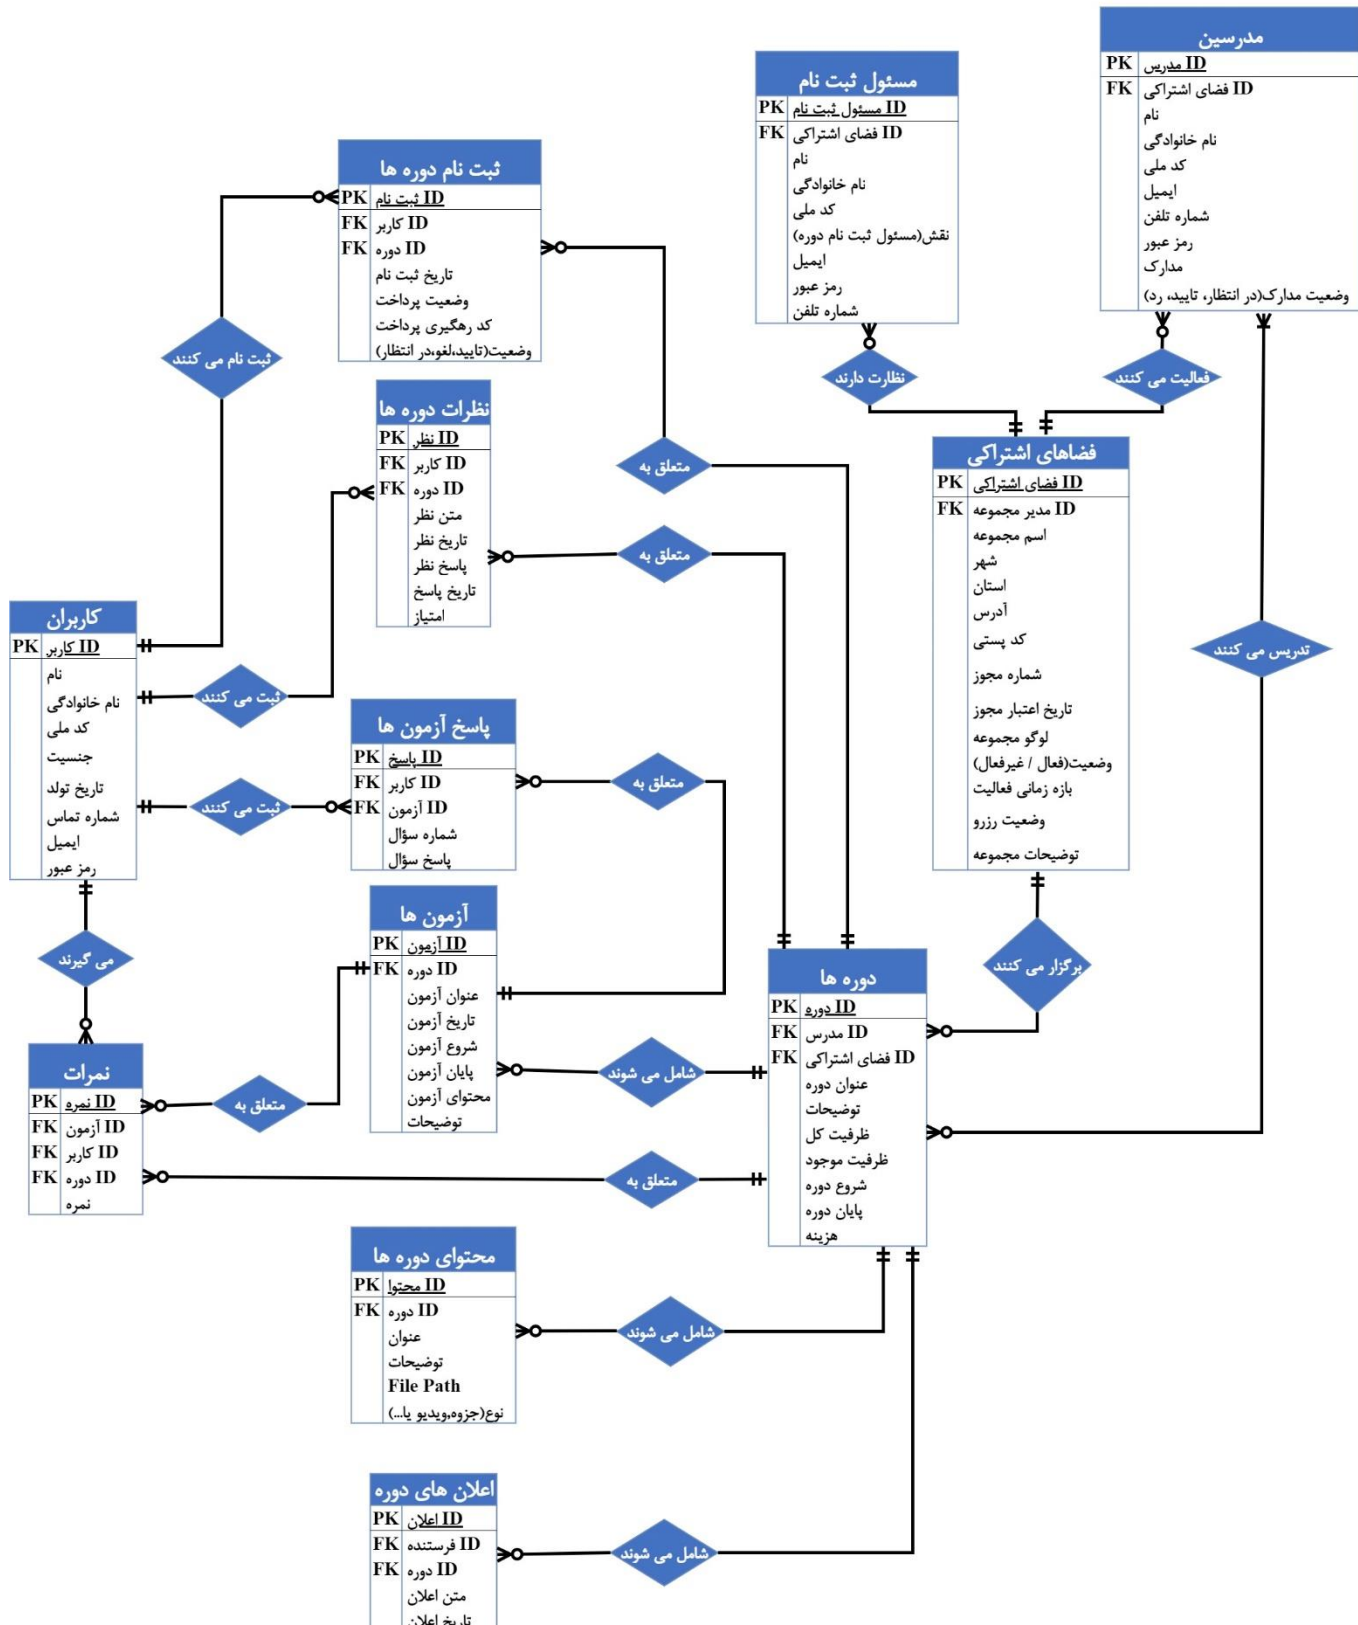 مدرسین
PK ID مدرس
FK ID فضای اشتراکی
نام
نام خانوادگی
کد ملی
ایمیل
شماره تلفن
رمز عبور
مدارک
وضعیت مدارک(در انتظار، تایید، رد)
مسئول ثبت نام
PK ID مسئول ثبت نام
FK ID فضای اشتراکی
نام
نام خانوادگی
کد ملی
نقش(مسئول ثبت نام دوره)
ایمیل
رمز عبور
شماره تلفن
ثبت نام دوره ها
PK ID ثبت نام
FK ID کاربر
FK ID دوره
تاریخ ثبت نام
وضعیت پرداخت
کد رهگیری پرداخت
وضعیت(تایید،لغو،در انتظار)
ثبت نام می کنند
نظارت دارند
فعالیت می کنند
نظرات دوره ها
PK ID نظر
FK ID کاربر
FK ID دوره
متن نظر
تاریخ نظر
پاسخ نظر
تاریخ پاسخ
امتیاز
متعلق به
متعلق به
فضاهای اشتراکی
PK ID فضای اشتراکی
FK ID مدیر مجموعه
اسم مجموعه
شهر
استان
آدرس
کد پستی
شماره مجوز
تاریخ اعتبار مجوز
لوگو مجموعه
وضعیت(فعال / غیرفعال)
بازه زمانی فعالیت
وضعیت رزرو
توضیحات مجموعه
تدریس می کنند
کاربران
PK ID کاربر
نام
نام خانوادگی
کد ملی
جنسیت
تاریخ تولد
شماره تماس
ایمیل
رمز عبور
ثبت می کنند
ثبت می کنند
پاسخ آزمون ها
PK ID پاسخ
FK ID کاربر
FK ID آزمون
شماره سؤال
پاسخ سؤال
متعلق به
آزمون ها
PK ID آزمون
FK ID دوره
عنوان آزمون
تاریخ آزمون
شروع آزمون
پایان آزمون
محتوای آزمون
توضیحات
می گیرند
برگزار می کنند
دوره ها
PK ID دوره
FK ID مدرس
FK ID فضای اشتراکی
عنوان دوره
توضیحات
ظرفیت کل
ظرفیت موجود
شروع دوره
پایان دوره
هزینه
شامل می شوند
نمرات
PK ID نمره
FK ID آزمون
FK ID کاربر
FK ID دوره
نمره
متعلق به
متعلق به
محتوای دوره ها
PK ID محتوا
FK ID دوره
عنوان
توضیحات
File Path
نوع(جزوه,ویدیو یا...)
شامل می شوند
اعلان های دوره
PK ID اعلان
FK ID فرستنده
FK ID دوره
متن اعلان
تاریخ اعلان
شامل می شوند